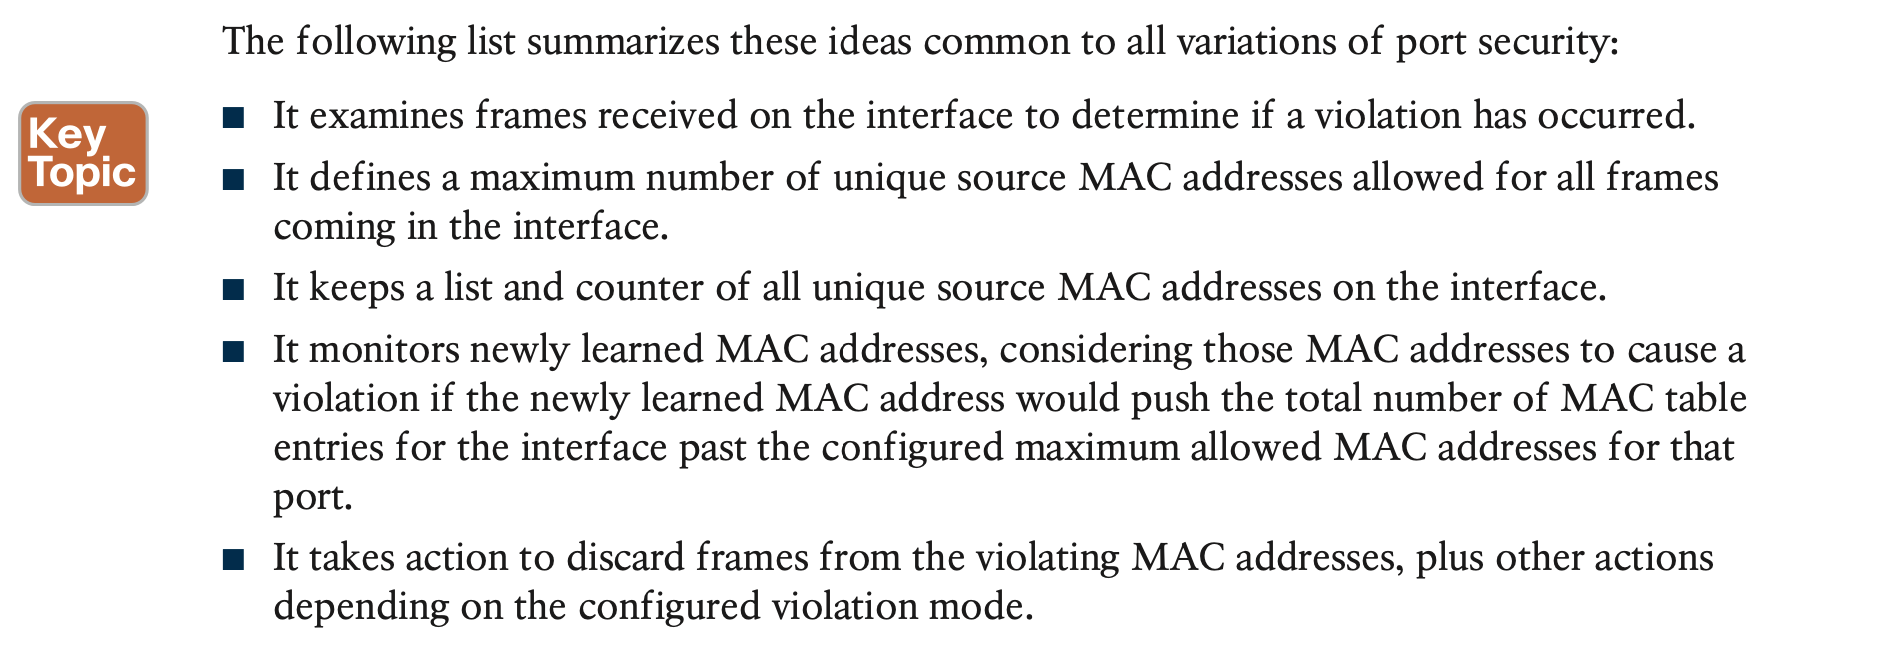 The following list summarizes these ideas common to all variations of port security:
Key
Topic
■ It examines frames received on the interface to determine if a violation has occurred.
■ It defines a maximum number of unique source MAC addresses allowed for all frames
coming in the interface.
■ It keeps a list and counter of all unique source MAC addresses on the interface.
■ It monitors newly learned MAC addresses, considering those MAC addresses to cause a
violation if the newly learned MAC address would push the total number of MAC table
entries for the interface past the configured maximum allowed MAC addresses for that
port.
■ It takes action to discard frames from the violating MAC addresses, plus other actions
depending on the configured violation mode.